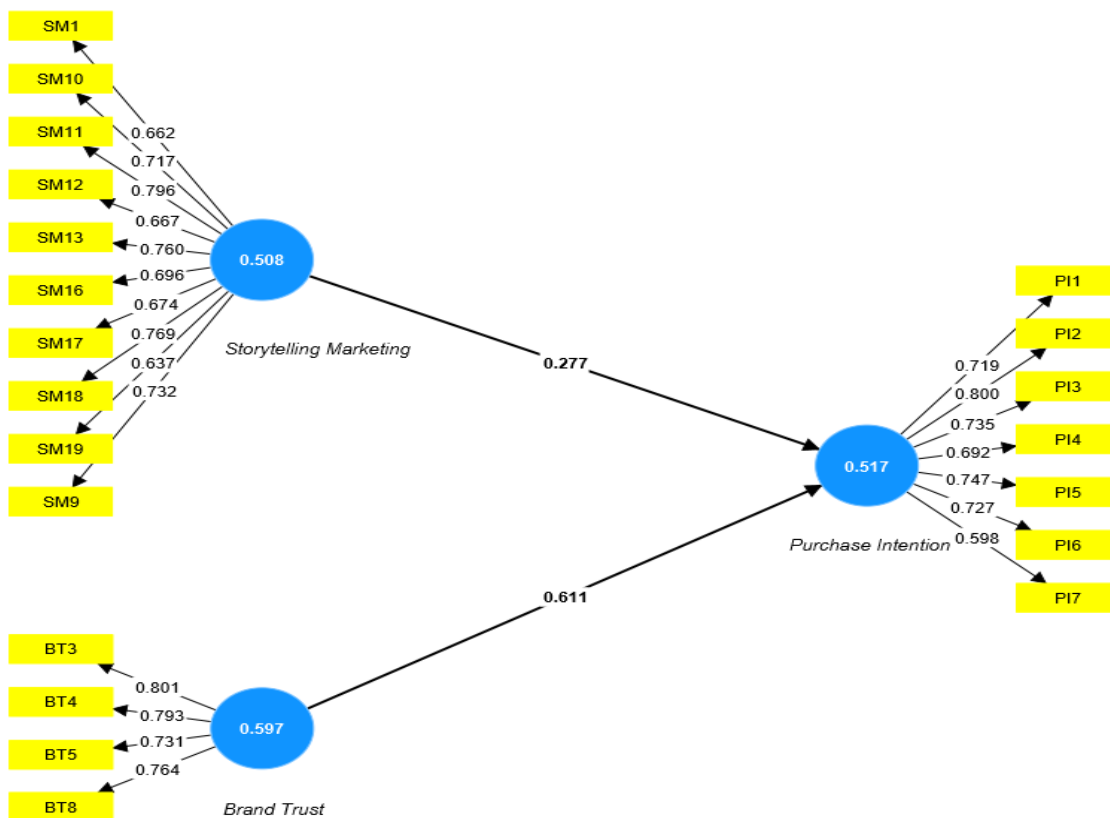 SM1
SM10
SM11
SM12
SM13
SM16
SM17
SM18
SM19
SM9
0.662
0.717
0.796
0.667
0.760
0.696
0.674
0.769
0.637
0.732
0.508
Storytelling Marketing
0.277
BT3
BT4
BT5
BT8
0.801
0.793
0.731
0.764
0.597
Brand Trust
0.611
0.517
Purchase Intention
0.719
0.800
0.735
0.692
0.747
0.727
0.598
PI1
PI2
PI3
PI4
PI5
PI6
PI7